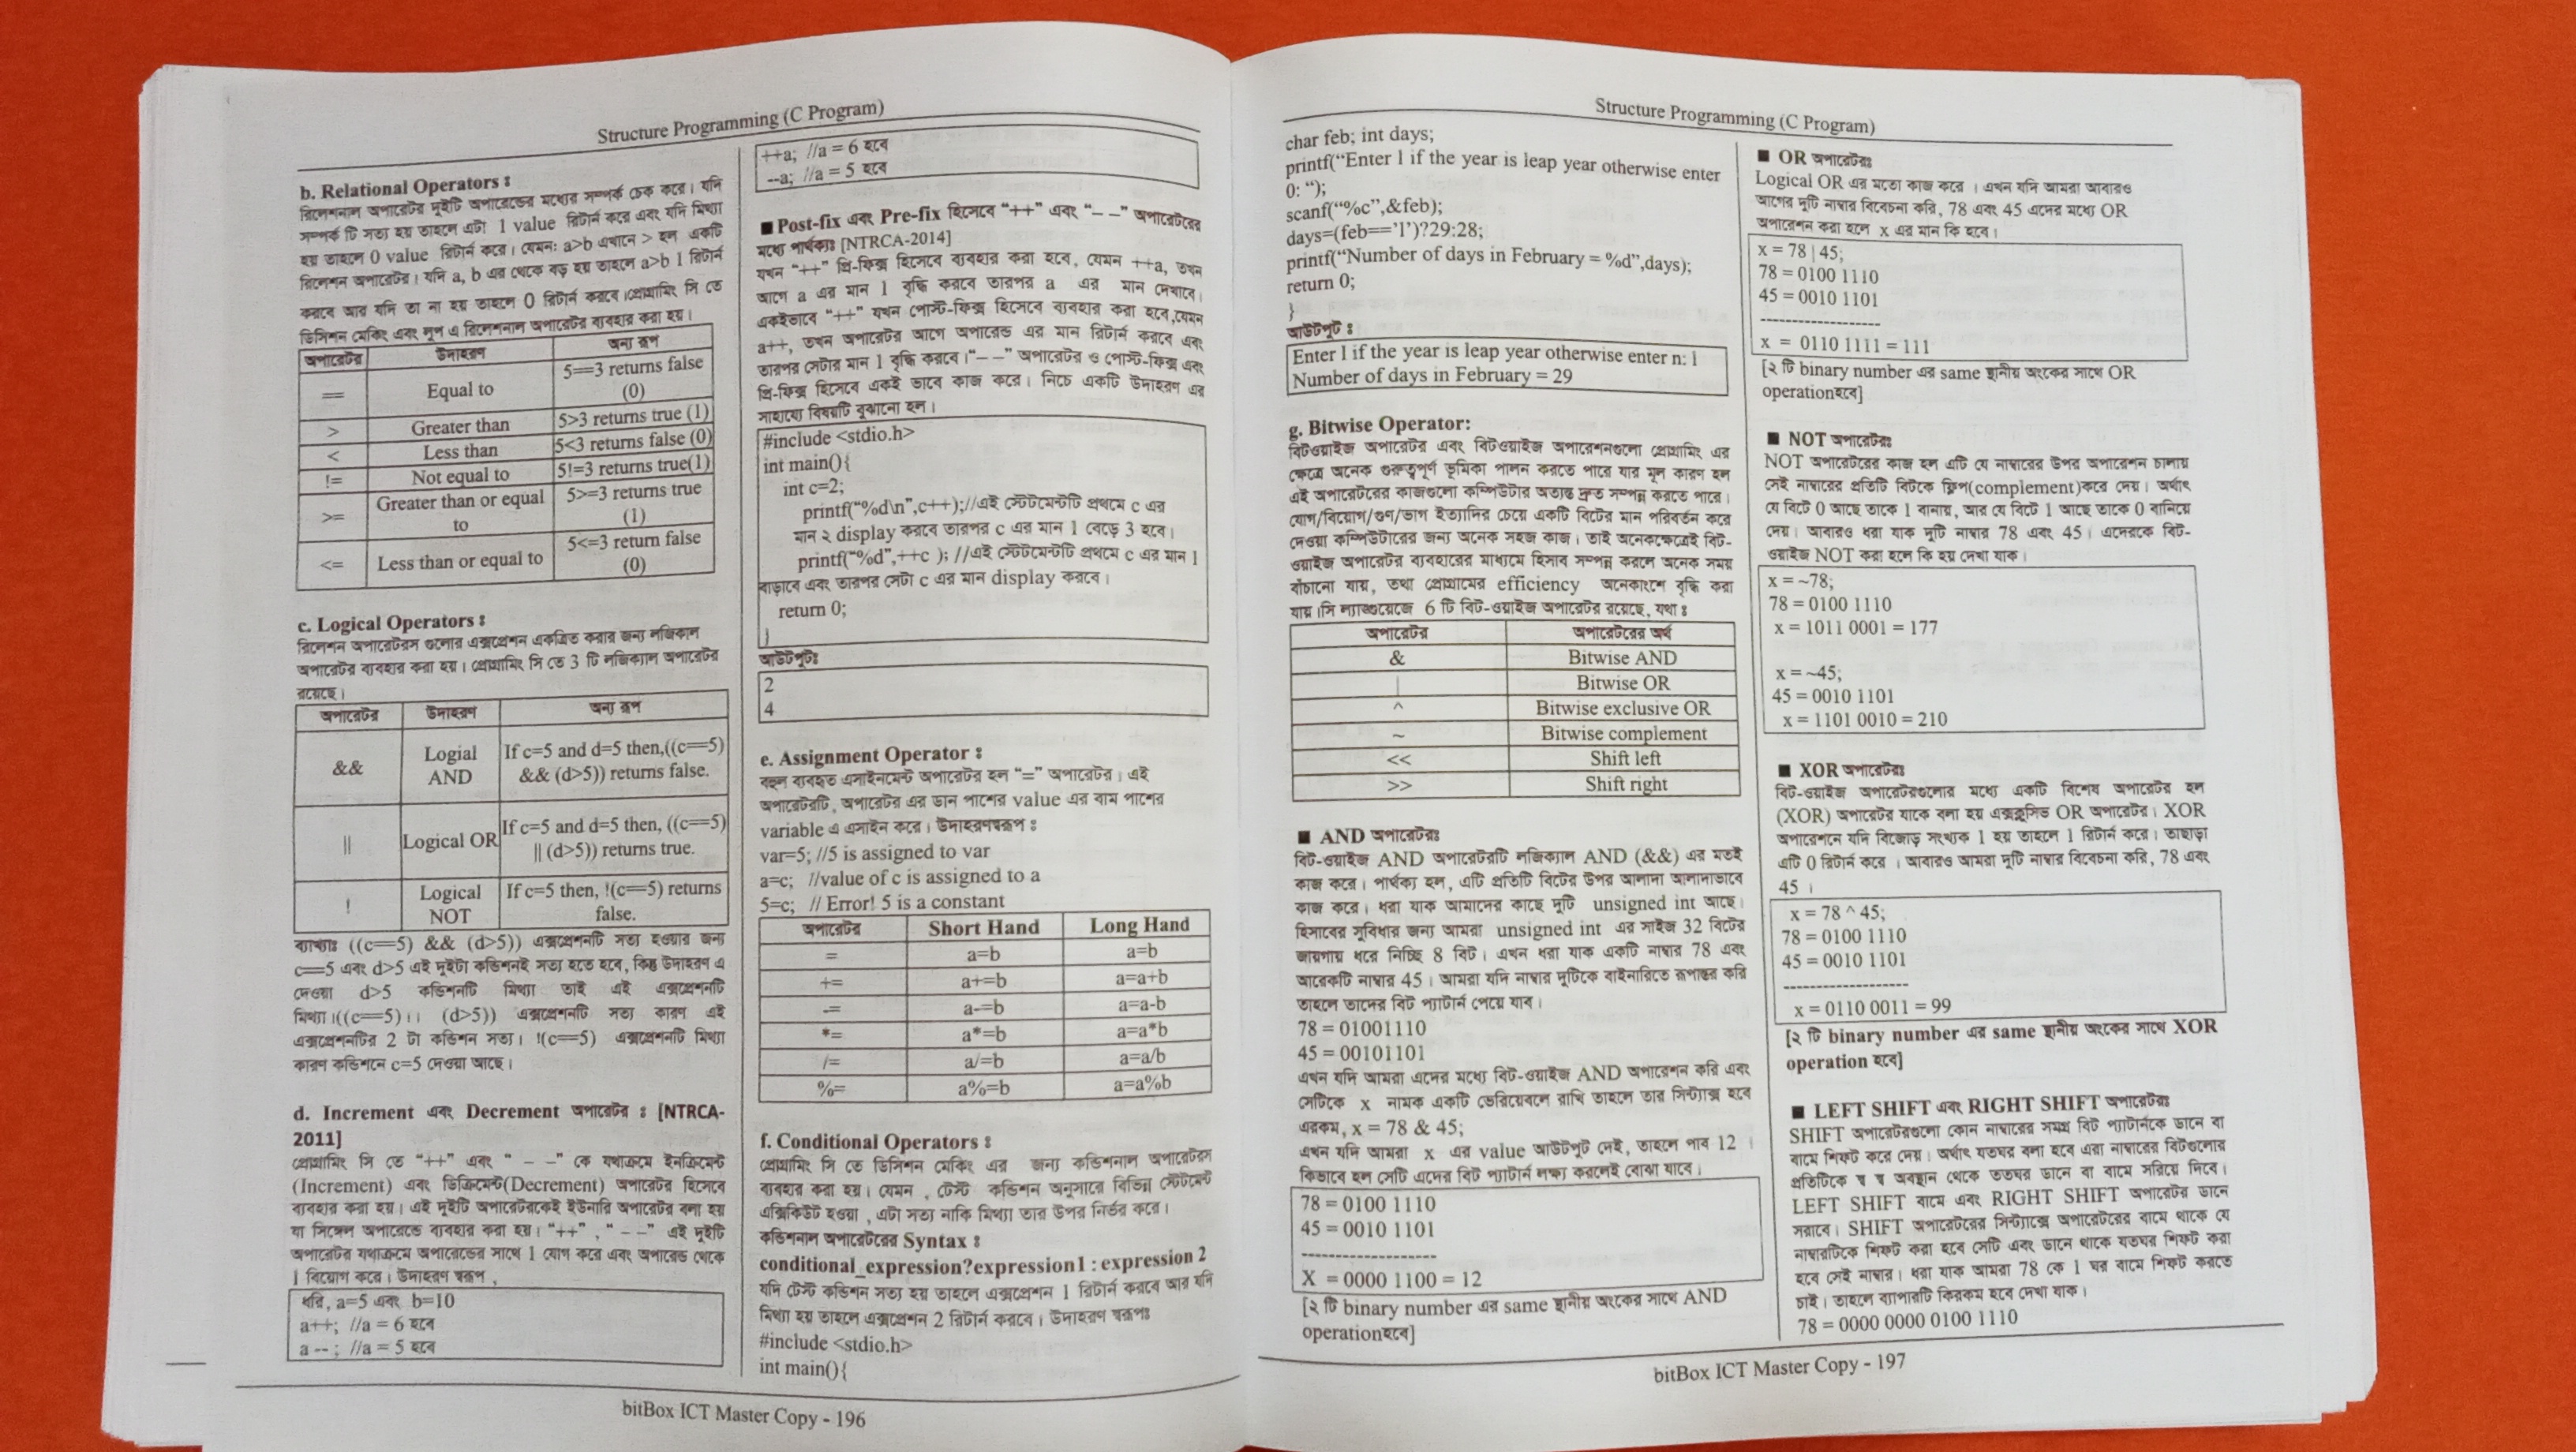 Structure Programming (C Program)
b. Relational Operators :
রিলেশনাল অপারেটর দুইটি অপারেন্ডের মধ্যের সম্পর্ক চেক করে। যদি
সম্পর্ক টি সত্য হয় তাহলে এটা 1 value রিটার্ন করে এবং যদি মিথ্যা
হয় তাহলে 0 value রিটার্ন করে। যেমনঃ a>b এখানে > হল একটি
রিলেশন অপারেটর। যদি a, b এর থেকে বড় হয় তাহলে a>b 1 রিটার্ন
করবে আর যদি তা না হয় তাহলে 0 রিটার্ন করবে।প্রোগ্রামিং সি তে
ডিসিশন মেকিং এবং লুপ এ রিলেশনাল অপারেটর ব্যবহার করা হয়।
অপারেটর উদাহরণ অন্য রূপ
== Equal to 5==3 returns false (0)
> Greater than 5>3 returns true (1)
< Less than 5<3 returns false (0)
!= Not equal to 5!=3 returns true(1)
>= Greater than or equal to 5>=3 returns true (1)
<= Less than or equal to 5<=3 return false (0)
c. Logical Operators :
রিলেশন অপারেটরস গুলোর এক্সপ্রেশন একত্রিত করার জন্য লজিকাল
অপারেটর ব্যবহার করা হয়। প্রোগ্রামিং সি তে 3 টি লজিক্যাল অপারেটর
রয়েছে।
অপারেটর উদাহরণ অন্য রূপ
&& Logial AND If c=5 and d=5 then,((c==5) && (d>5)) returns false.
|| Logical OR If c=5 and d=5 then, ((c==5) || (d>5)) returns true.
! Logical NOT If c=5 then, !(c==5) returns false.
ব্যাখ্যাঃ ((c==5) && (d>5)) এক্সপ্রেশনটি সত্য হওয়ার জন্য
c==5 এবং d>5 এই দুইটা কন্ডিশনই সত্য হতে হবে, কিন্তু উদাহরণ এ
দেওয়া d>5 কন্ডিশনটি মিথ্যা তাই এই এক্সপ্রেশনটি
মিথ্যা।((c==5)।। (d>5)) এক্সপ্রেশনটি সত্য কারণ এই
এক্সপ্রেশনটির 2 টা কন্ডিশন সত্য। !(c==5) এক্সপ্রেশনটি মিথ্যা
কারণ কন্ডিশনে c=5 দেওয়া আছে।
d. Increment এবং Decrement অপারেটর : [NTRCA-
2011]
প্রোগ্রামিং সি তে “++” এবং “ – –” কে যথাক্রমে ইনক্রিমেন্ট
(Increment) এবং ডিক্রিমেন্ট(Decrement) অপারেটর হিসেবে
ব্যবহার করা হয়। এই দুইটি অপারেটরকেই ইউনারি অপারেটর বলা হয়
যা সিঙ্গেল অপারেন্ডে ব্যবহার করা হয়। “++” , “ – –” এই দুইটি
অপারেটর যথাক্রমে অপারেন্ডের সাথে 1 যোগ করে এবং অপারেন্ড থেকে
1 বিয়োগ করে। উদাহরণ স্বরূপ ,
ধরি, a=5 এবং b=10
a++; //a = 6 হবে
a -- ; //a = 5 হবে
++a; //a = 6 হবে
--a; //a = 5 হবে
■ Post-fix এবং Pre-fix হিসেবে “++” এবং “– –” অপারেটরের
মধ্যে পার্থক্যঃ [NTRCA-2014]
যখন “++” প্রি-ফিক্স হিসেবে ব্যবহার করা হবে, যেমন ++a, তখন
আগে a এর মান 1 বৃদ্ধি করবে তারপর a এর মান দেখাবে।
একইভাবে “++” যখন পোস্ট-ফিক্স হিসেবে ব্যবহার করা হবে,যেমন
a++, তখন অপারেটর আগে অপারেন্ড এর মান রিটার্ন করবে এবং
তারপর সেটার মান 1 বৃদ্ধি করবে।“– –” অপারেটর ও পোস্ট-ফিক্স এবং
প্রি-ফিক্স হিসেবে একই ভাবে কাজ করে। নিচে একটি উদাহরণ এর
সাহায্যে বিষয়টি বুঝানো হল।
#include <stdio.h>
int main(){
int c=2;
printf("%d\n",c++);//এই স্টেটমেন্টটি প্রথমে c এর
মান ২ display করবে তারপর c এর মান 1 বেড়ে 3 হবে।
printf("%d",++c ); //এই স্টেটমেন্টটি প্রথমে c এর মান 1
বাড়াবে এবং তারপর সেটা c এর মান display করবে।
return 0;
}
আউটপুটঃ
2
4
e. Assignment Operator :
বহুল ব্যবহৃত এসাইনমেন্ট অপারেটর হল “=” অপারেটর। এই
অপারেটরটি, অপারেটর এর ডান পাশের value এর বাম পাশের
variable এ এসাইন করে। উদাহরণস্বরূপ :
var=5; //5 is assigned to var
a=c; //value of c is assigned to a
5=c; // Error! 5 is a constant
অপারেটর Short Hand Long Hand
= a=b a=b
+= a+=b a=a+b
-= a-=b a=a-b
*= a*=b a=a*b
/= a/=b a=a/b
%= a%=b a=a%b
f. Conditional Operators :
প্রোগ্রামিং সি তে ডিসিশন মেকিং এর জন্য কন্ডিশনাল অপারেটরস
ব্যবহার করা হয়। যেমন , টেস্ট কন্ডিশন অনুসারে বিভিন্ন স্টেটমেন্ট
এক্সিকিউট হওয়া , এটা সত্য নাকি মিথ্যা তার উপর নির্ভর করে।
কন্ডিশনাল অপারেটরের Syntax :
conditional_expression?expression1 : expression 2
যদি টেস্ট কন্ডিশন সত্য হয় তাহলে এক্সপ্রেশন 1 রিটার্ন করবে আর যদি
মিথ্যা হয় তাহলে এক্সপ্রেশন 2 রিটার্ন করবে। উদাহরণ স্বরূপঃ
#include <stdio.h>
int main(){
bitBox ICT Master Copy - 196
Structure Programming (C Program)
char feb; int days;
printf(“Enter 1 if the year is leap year otherwise enter
0: “);
scanf(“%c”,&feb);
days=(feb==’1’)?29:28;
printf(“Number of days in February = %d”,days);
return 0;
}
আউটপুট :
Enter 1 if the year is leap year otherwise enter n: 1
Number of days in February = 29
g. Bitwise Operator:
বিটওয়াইজ অপারেটর এবং বিটওয়াইজ অপারেশনগুলো প্রোগ্রামিং এর
ক্ষেত্রে অনেক গুরুত্বপূর্ণ ভূমিকা পালন করতে পারে যার মূল কারণ হল
এই অপারেটরের কাজগুলো কম্পিউটার অত্যন্ত দ্রুত সম্পন্ন করতে পারে।
যোগ/বিয়োগ/গুণ/ভাগ ইত্যাদির চেয়ে একটি বিটের মান পরিবর্তন করে
দেওয়া কম্পিউটারের জন্য অনেক সহজ কাজ। তাই অনেকক্ষেত্রেই বিট-
ওয়াইজ অপারেটর ব্যবহারের মাধ্যমে হিসাব সম্পন্ন করলে অনেক সময়
বাঁচানো যায়, তথা প্রোগ্রামের efficiency অনেকাংশে বৃদ্ধি করা
যায়।সি ল্যাঙ্গুয়েজে 6 টি বিট-ওয়াইজ অপারেটর রয়েছে, যথা :
অপারেটর অপারেটরের অর্থ
& Bitwise AND
| Bitwise OR
^ Bitwise exclusive OR
~ Bitwise complement
<< Shift left
>> Shift right
■ AND অপারেটরঃ
বিট-ওয়াইজ AND অপারেটরটি লজিক্যাল AND (&&) এর মতই
কাজ করে। পার্থক্য হল, এটি প্রতিটি বিটের উপর আলাদা আলাদাভাবে
কাজ করে। ধরা যাক আমাদের কাছে দুটি unsigned int আছে।
হিসাবের সুবিধার জন্য আমরা unsigned int এর সাইজ 32 বিটের
জায়গায় ধরে নিচ্ছি 8 বিট। এখন ধরা যাক একটি নাম্বার 78 এবং
আরেকটি নাম্বার 45। আমরা যদি নাম্বার দুটিকে বাইনারিতে রূপান্তর করি
তাহলে তাদের বিট প্যাটার্ন পেয়ে যাব।
78 = 01001110
45 = 00101101
এখন যদি আমরা এদের মধ্যে বিট-ওয়াইজ AND অপারেশন করি এবং
সেটিকে x নামক একটি ভেরিয়েবলে রাখি তাহলে তার সিন্ট্যাক্স হবে
এরকম, x = 78 & 45;
এখন যদি আমরা x এর value আউটপুট নেই, তাহলে পাব 12 ।
কিভাবে হল সেটি এদের বিট প্যাটার্ন লক্ষ্য করলেই বোঝা যাবে।
78 = 0100 1110
45 = 0010 1101
--------------------
X = 0000 1100 = 12
[২ টি binary number এর same স্থানীয় অংকের সাথে AND
operationহবে]
■ OR অপারেটরঃ
Logical OR এর মতো কাজ করে । এখন যদি আমরা আবারও
আগের দুটি নাম্বার বিবেচনা করি, 78 এবং 45 এদের মধ্যে OR
অপারেশন করা হলে x এর মান কি হবে।
x = 78 | 45;
78 = 0100 1110
45 = 0010 1101
-------------------
x = 0110 1111 = 111
[২ টি binary number এর same স্থানীয় অংকের সাথে OR
operationহবে]
■ NOT অপারেটরঃ
NOT অপারেটরের কাজ হল এটি যে নাম্বারের উপর অপারেশন চালায়
সেই নাম্বারের প্রতিটি বিটকে ফ্লিপ(complement)করে দেয়। অর্থাৎ
যে বিটে 0 আছে তাকে 1 বানায়, আর যে বিটে 1 আছে তাকে 0 বানিয়ে
দেয়। আবারও ধরা যাক দুটি নাম্বার 78 এবং 45। এদেরকে বিট-
ওয়াইজ NOT করা হলে কি হয় দেখা যাক।
x = ~78;
78 = 0100 1110
x = 1011 0001 = 177
x = ~45;
45 = 0010 1101
x = 1101 0010 = 210
■ XOR অপারেটরঃ
বিট-ওয়াইজ অপারেটরগুলোর মধ্যে একটি বিশেষ অপারেটর হল
(XOR) অপারেটর যাকে বলা হয় এক্সক্লুসিভ OR অপারেটর। XOR
অপারেশনে যদি বিজোড় সংখ্যক 1 হয় তাহলে 1 রিটার্ন করে। তাছাড়া
এটি 0 রিটার্ন করে । আবারও আমরা দুটি নাম্বার বিবেচনা করি, 78 এবং
45 ।
x = 78 ^ 45;
78 = 0100 1110
45 = 0010 1101
--------------------
x = 0110 0011 = 99
[২ টি binary number এর same স্থানীয় অংকের সাথে XOR
operation হবে]
■ LEFT SHIFT এবং RIGHT SHIFT অপারেটরঃ
SHIFT অপারেটরগুলো কোন নাম্বারের সমগ্র বিট প্যাটার্নকে ডানে বা
বামে শিফট করে দেয়। অর্থাৎ যতঘর বলা হবে এরা নাম্বারের বিটগুলোর
প্রতিটিকে স্ব স্ব অবস্থান থেকে ততঘর ডানে বা বামে সরিয়ে দিবে।
LEFT SHIFT বামে এবং RIGHT SHIFT অপারেটর ডানে
সরাবে। SHIFT অপারেটরের সিন্ট্যাক্সে অপারেটরের বামে থাকে যে
নাম্বারটিকে শিফট করা হবে সেটি এবং ডানে থাকে যতঘর শিফট করা
হবে সেই নাম্বার। ধরা যাক আমরা 78 কে 1 ঘর বামে শিফট করতে
চাই। তাহলে ব্যাপারটি কিরকম হবে দেখা যাক।
78 = 0000 0000 0100 1110
bitBox ICT Master Copy - 197